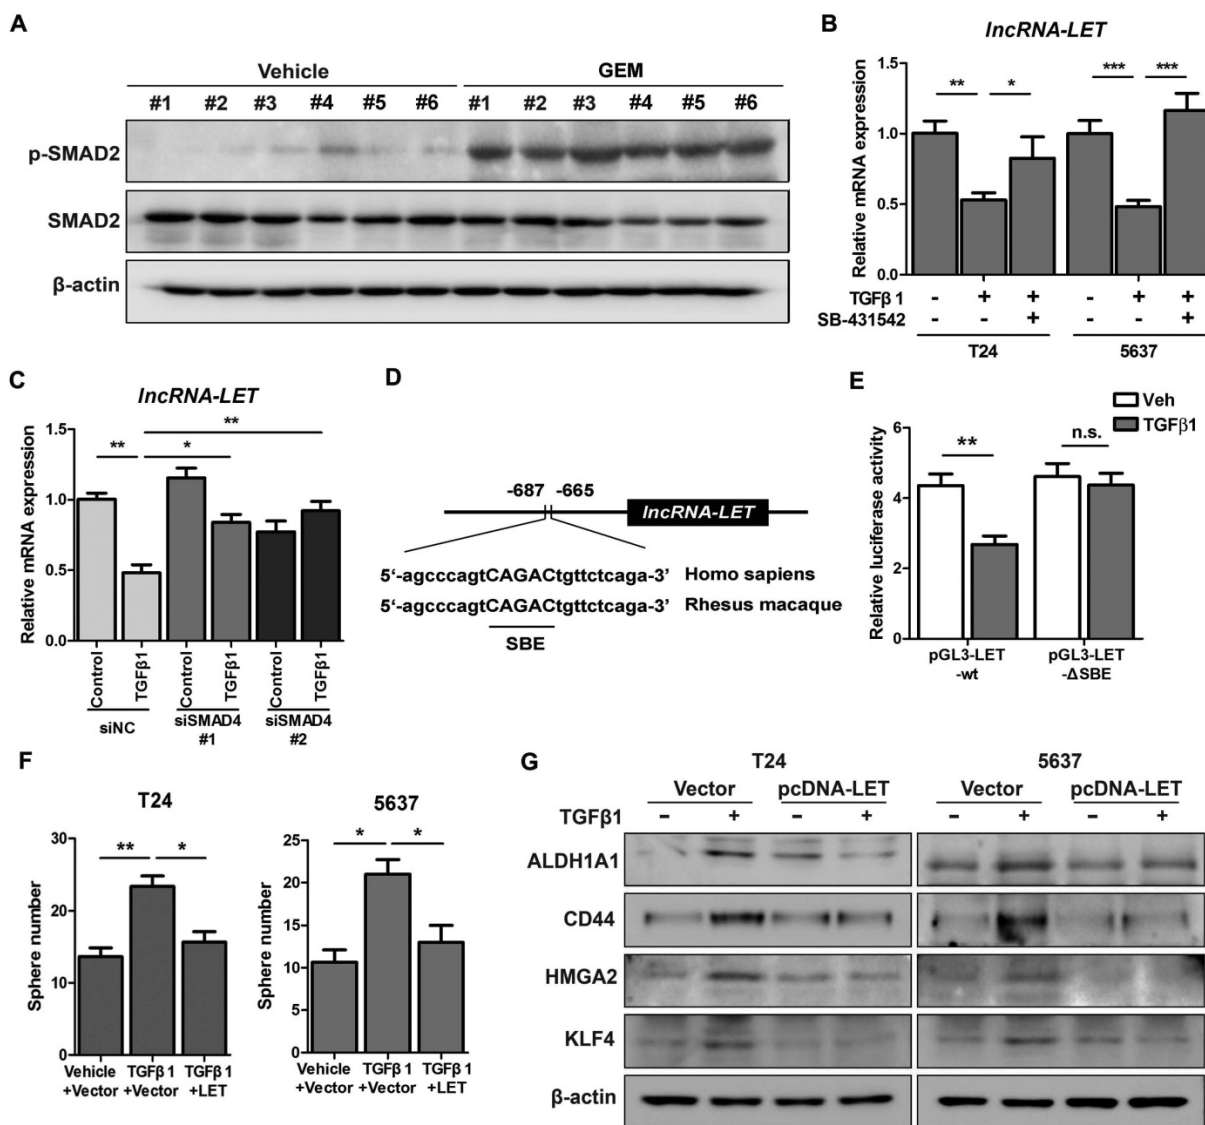 A
Vehicle GEM
#1 #2 #3 #4 #5 #6 #1 #2 #3 #4 #5 #6
p-SMAD2
SMAD2
β-actin
B
lncRNA-LET
** * *** ***
Relative mRNA expression
1.5
1.0
0.5
0.0
TGFβ 1 - + + - + +
SB-431542 - - + - - +
T24 5637
C
lncRNA-LET
**
** *
Relative mRNA expression
1.5
1.0
0.5
0.0
Control TGFβ1 Control TGFβ1 Control TGFβ1
siNC siSMAD4 siSMAD4
#1 #2
D
-687 -665
lncRNA-LET
5‘-agcccagtCAGACtgttctcaga-3’ Homo sapiens
5‘-agcccagtCAGACtgttctcaga-3’ Rhesus macaque
SBE
E
Veh
TGFβ1
** n.s.
Relative luciferase activity
6
4
2
0
pGL3-LET pGL3-LET
-wt -ΔSBE
F
T24
** *
Sphere number
30
20
10
0
Vehicle TGFβ 1 TGFβ 1
+Vector +Vector +LET
5637
* *
Sphere number
25
20
15
10
5
0
Vehicle TGFβ 1 TGFβ 1
+Vector +Vector +LET
G
T24 5637
Vector pcDNA-LET Vector pcDNA-LET
TGFβ1 - + - + - + - +
ALDH1A1
CD44
HMGA2
KLF4
β-actin